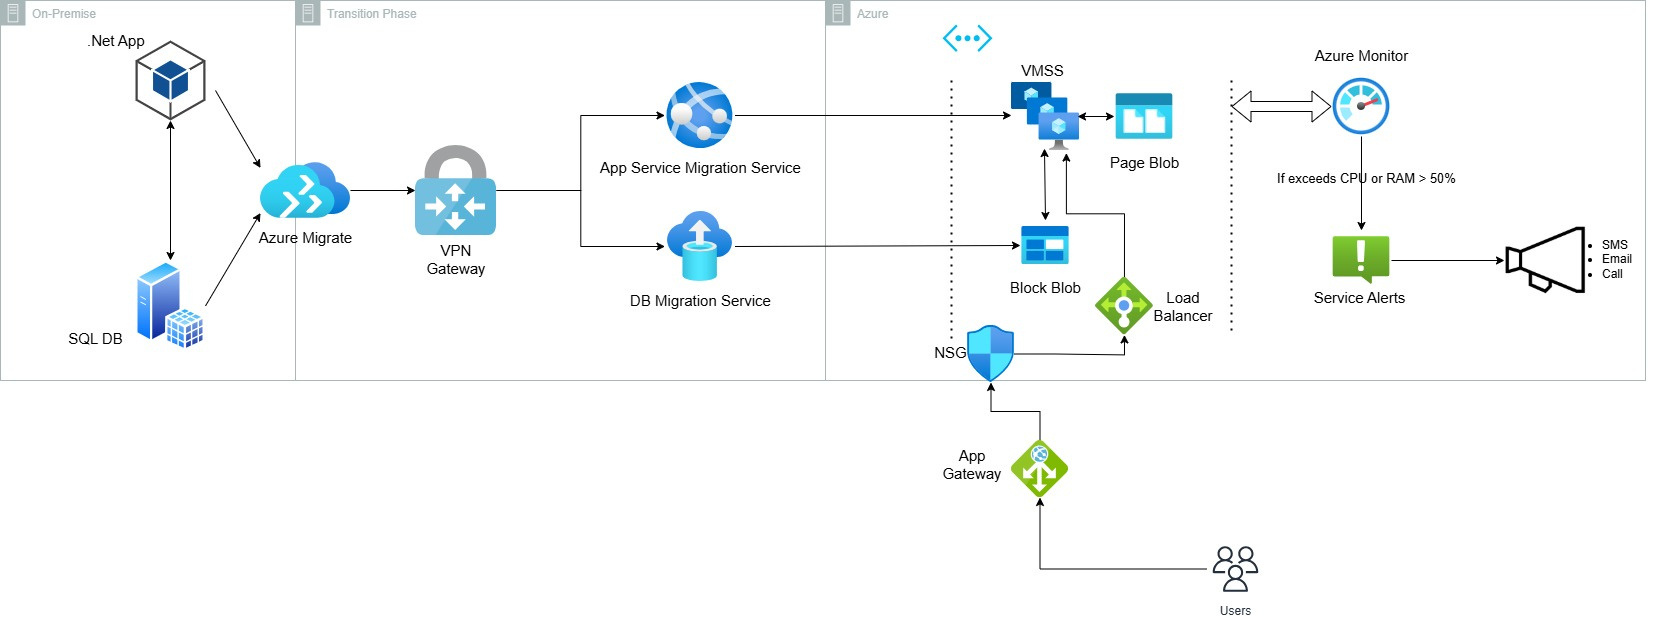 On-Premise
Transition Phase
Azure
.Net App
SQL DB
Azure Migrate
VPN
Gateway
App Service Migration Service
DB Migration Service
VMSS
Page Blob
Block Blob
Load
Balancer
NSG
App
Gateway
Users
Azure Monitor
If exceeds CPU or RAM > 50%
Service Alerts
• SMS
• Email
• Call